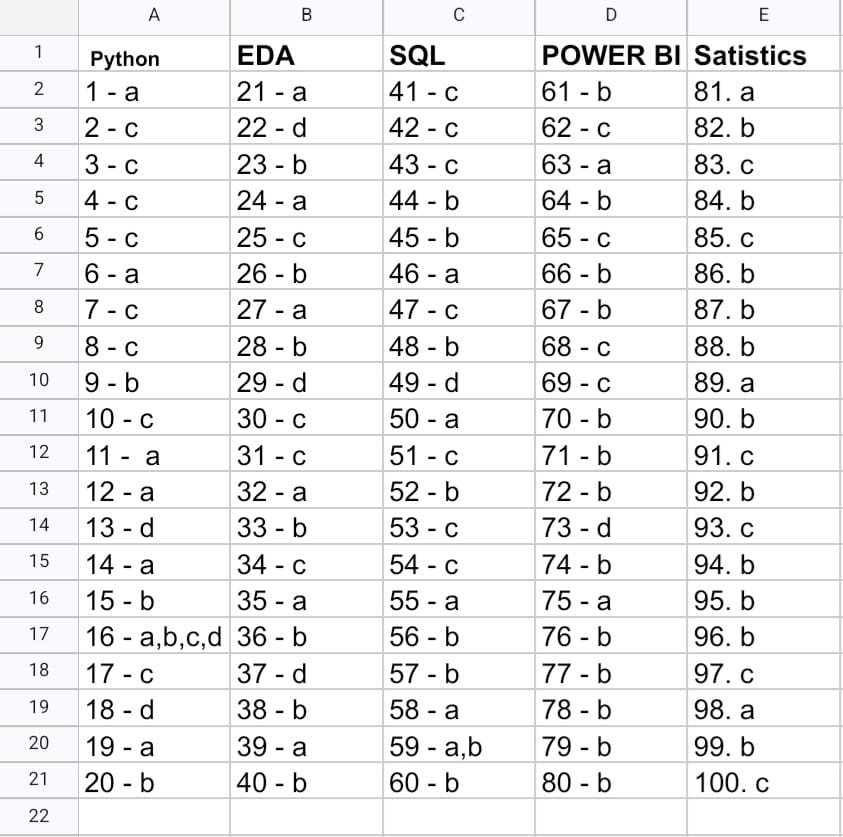 A B C D E
1 Python EDA SQL POWER BI Satistics
2 1 - a 21 - a 41 - c 61 - b 81. a
3 2 - c 22 - d 42 - c 62 - c 82. b
4 3 - c 23 - b 43 - c 63 - a 83. c
5 4 - c 24 - a 44 - b 64 - b 84. b
6 5 - c 25 - c 45 - b 65 - c 85. c
7 6 - a 26 - b 46 - a 66 - b 86. b
8 7 - c 27 - a 47 - c 67 - b 87. b
9 8 - c 28 - b 48 - b 68 - c 88. b
10 9 - b 29 - d 49 - d 69 - c 89. a
11 10 - c 30 - c 50 - a 70 - b 90. b
12 11 - a 31 - c 51 - c 71 - b 91. c
13 12 - a 32 - a 52 - b 72 - b 92. b
14 13 - d 33 - b 53 - c 73 - d 93. c
15 14 - a 34 - c 54 - c 74 - b 94. b
16 15 - b 35 - a 55 - a 75 - a 95. b
17 16 - a,b,c,d 36 - b 56 - b 76 - b 96. b
18 17 - c 37 - d 57 - b 77 - b 97. c
19 18 - d 38 - b 58 - a 78 - b 98. a
20 19 - a 39 - a 59 - a,b 79 - b 99. b
21 20 - b 40 - b 60 - b 80 - b 100. c
22